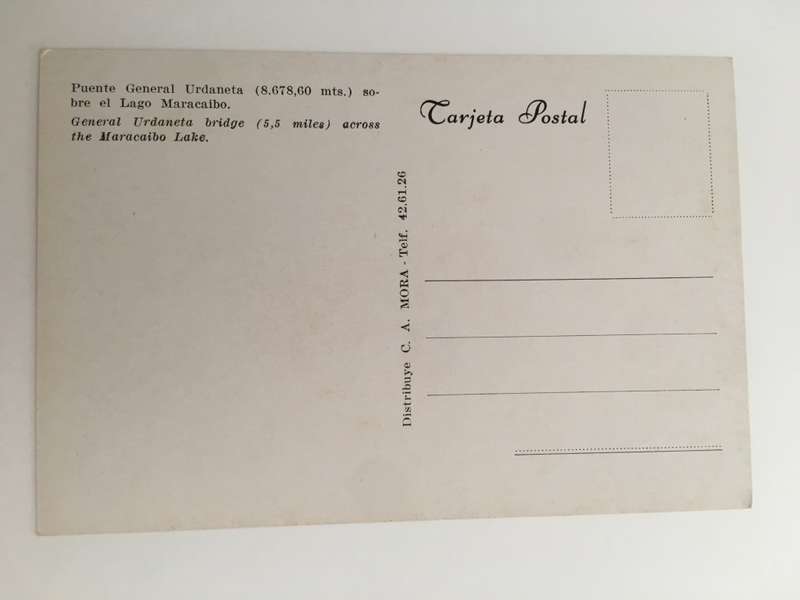 Puente General Urdaneta (8.678,60 mts.) so-
bre el Lago Maracaibo.
General Urdaneta bridge (5,5 miles) across
the Maracaibo Lake.
Distribuye C. A. MORA - Telf. 42.61.26
Tarjeta Postal